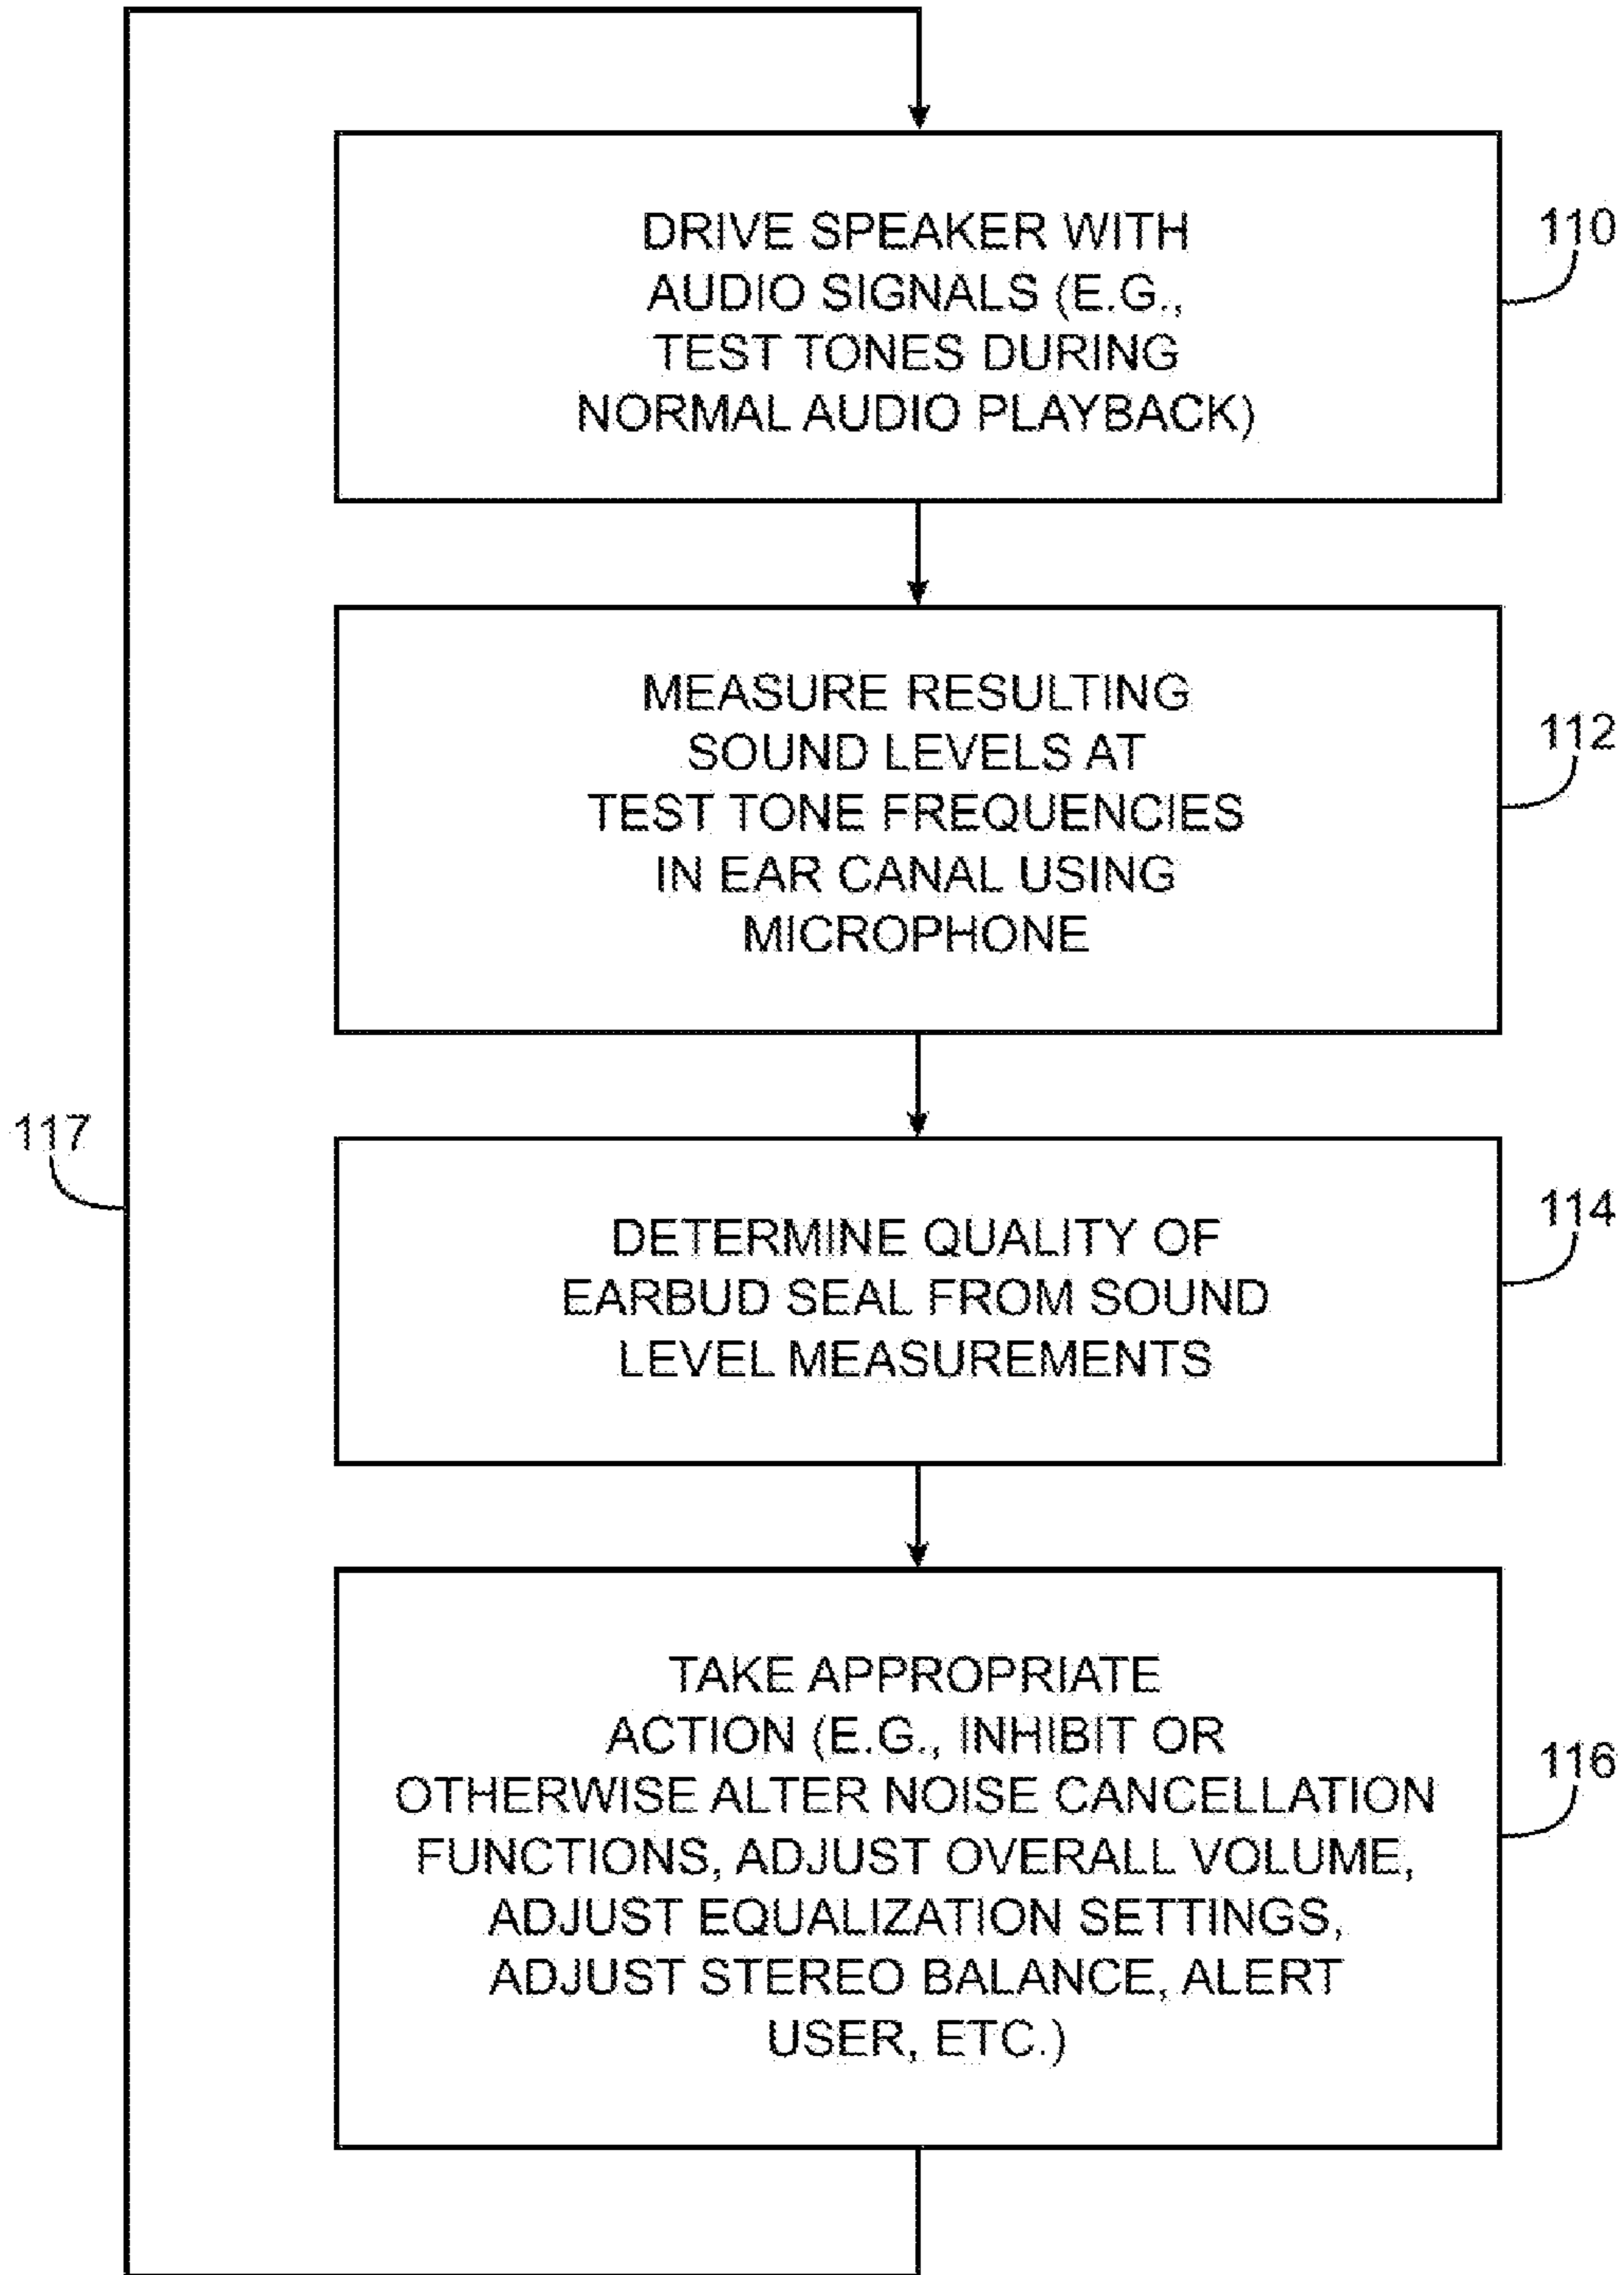 DRIVE SPEAKER WITH
AUDIO SIGNALS (E.G.,
TEST TONES DURING
NORMAL AUDIO PLAYBACK)
110
MEASURE RESULTING
SOUND LEVELS AT
TEST TONE FREQUENCIES
IN EAR CANAL USING
MICROPHONE
112
117
DETERMINE QUALITY OF
EARBUD SEAL FROM SOUND
LEVEL MEASUREMENTS
114
TAKE APPROPRIATE
ACTION (E.G., INHIBIT OR
OTHERWISE ALTER NOISE CANCELLATION
FUNCTIONS, ADJUST OVERALL VOLUME,
ADJUST EQUALIZATION SETTINGS,
ADJUST STEREO BALANCE, ALERT
USER, ETC.)
116